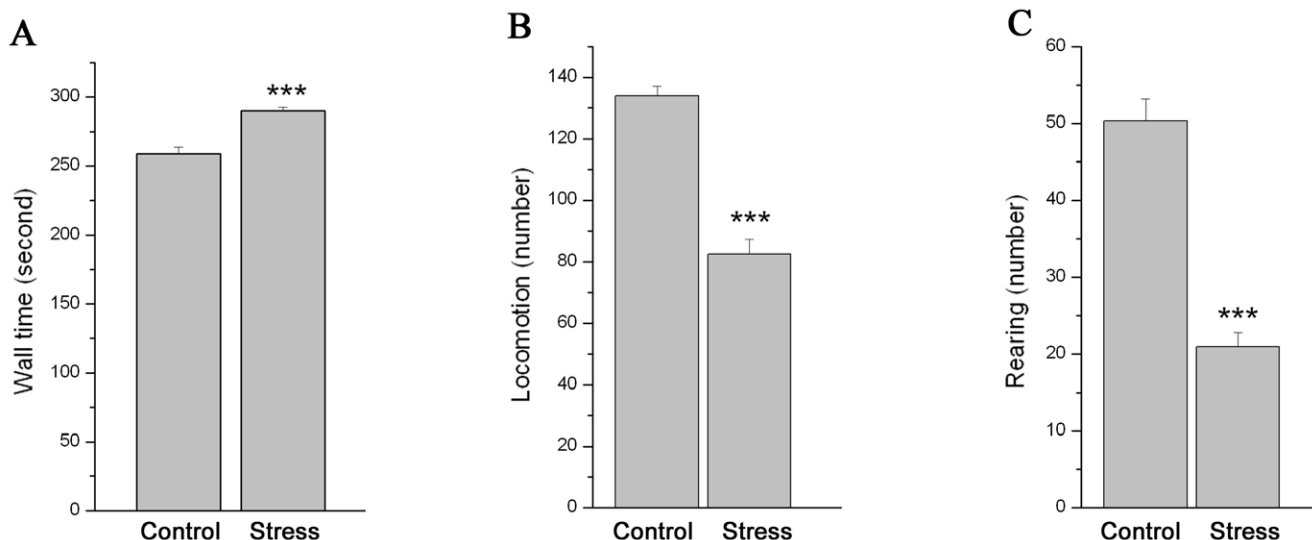 A
Wall time (second)
300
250
200
150
100
50
0
***
Control Stress
B
Locomotion (number)
140
120
100
80
60
40
20
0
***
Control Stress
C
Rearing (number)
60
50
40
30
20
10
0
***
Control Stress